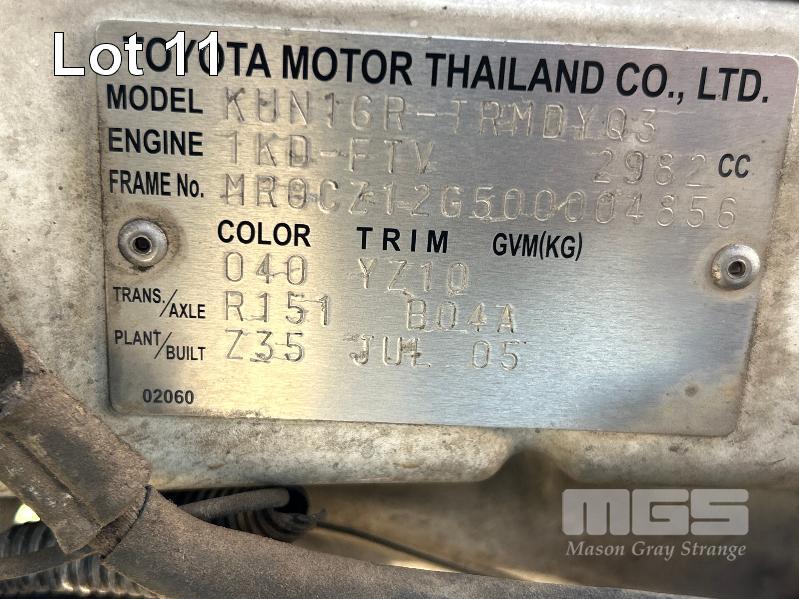 Lot 11
TOYOTA MOTOR THAILAND CO., LTD.
MODEL KUN16R-TRMDYQ3
ENGINE 1KD-FTV 2982 CC
FRAME No. MR0CZ12G500004856
COLOR TRIM GVM(KG)
040 YZ10
TRANS./AXLE R151 B04A
PLANT/BUILT Z35 JUL 05
02060
MGS
Mason Gray Strange